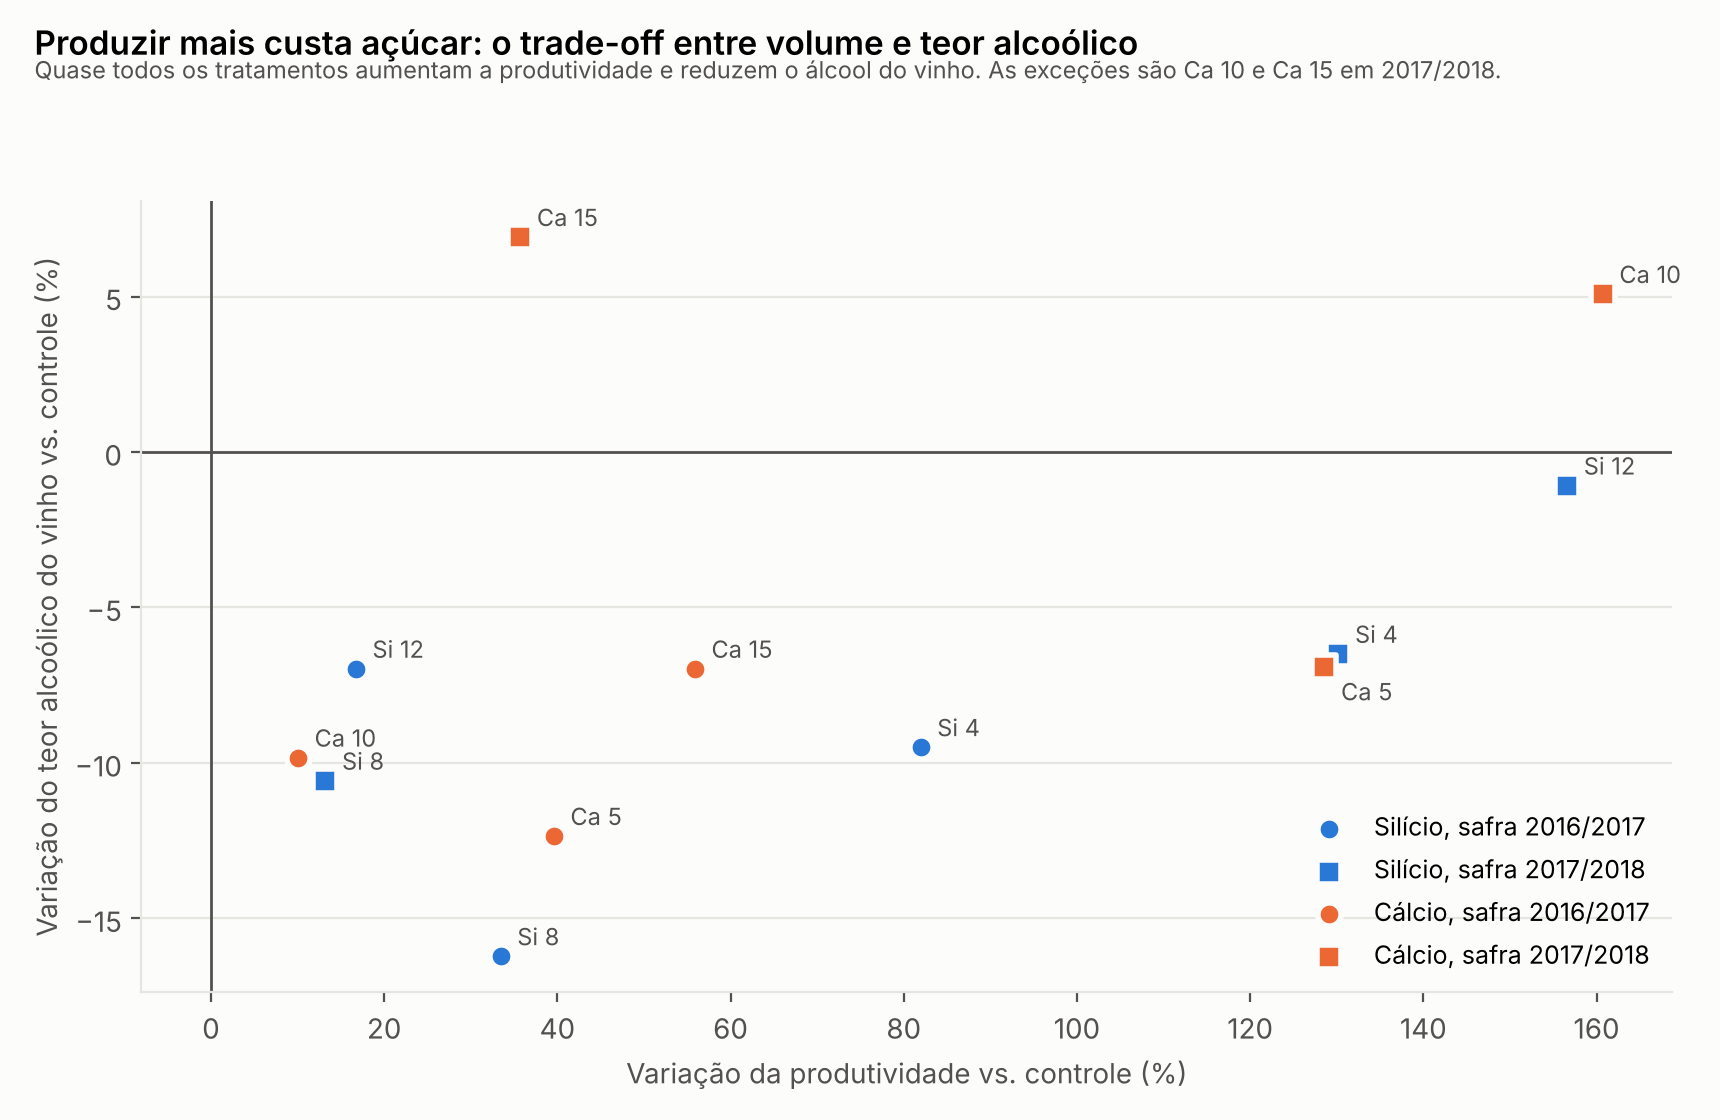 Produzir mais custa açúcar: o trade-off entre volume e teor alcoólico
Quase todos os tratamentos aumentam a produtividade e reduzem o álcool do vinho. As exceções são Ca 10 e Ca 15 em 2017/2018.
Variação do teor alcoólico do vinho vs. controle (%)
5
0
−5
−10
−15
Ca 15
Ca 10
Si 12
Si 4
Ca 5
Si 12
Ca 15
Si 4
Ca 10
Si 8
Ca 5
Si 8
Silício, safra 2016/2017
Silício, safra 2017/2018
Cálcio, safra 2016/2017
Cálcio, safra 2017/2018
0 20 40 60 80 100 120 140 160
Variação da produtividade vs. controle (%)